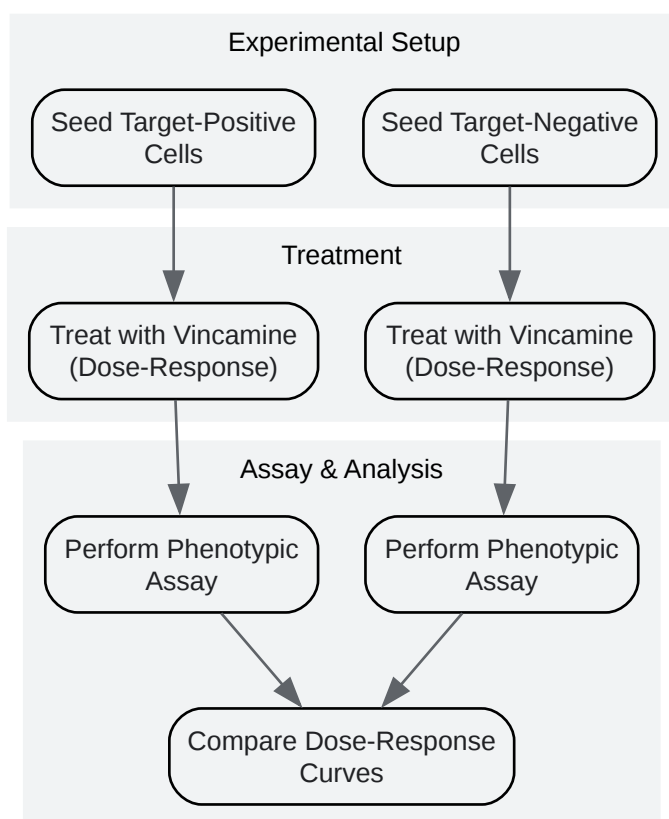 Experimental Setup
Seed Target-Positive
Cells
Seed Target-Negative
Cells
Treatment
Treat with Vincamine
(Dose-Response)
Treat with Vincamine
(Dose-Response)
Assay & Analysis
Perform Phenotypic
Assay
Perform Phenotypic
Assay
Compare Dose-Response
Curves